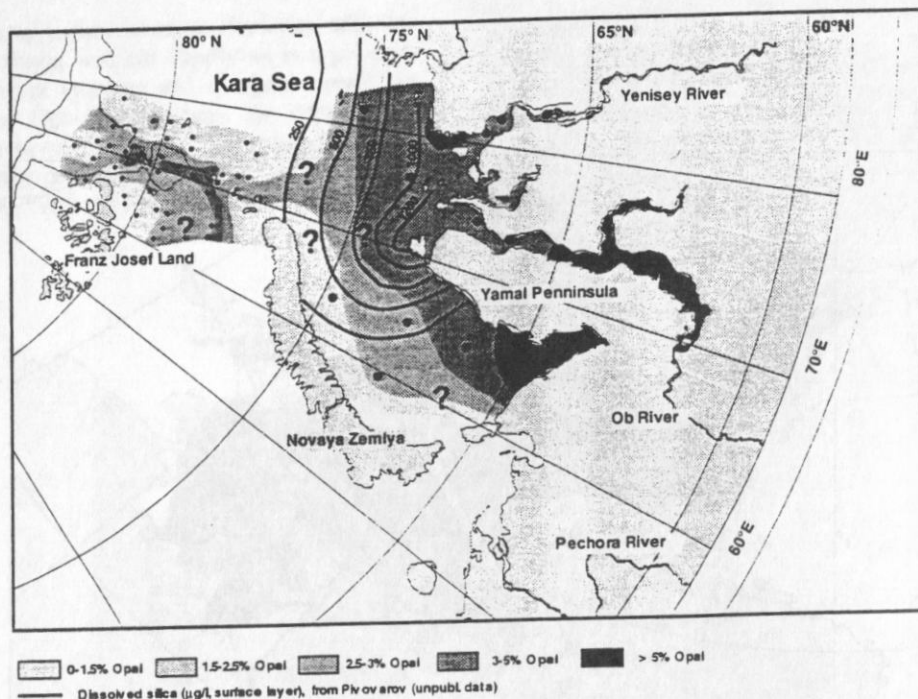 80° N
75° N
65°N
60°N
Kara Sea
Yenisey River
80°E
250
500
?
?
?
?
Franz Josef Land
Yamal Penninsula
70°E
Ob River
Novaya Zemlya
?
Pechora River
60°E
0-1.5% Opal
1.5-2.5% Opal
2.5-3% Opal
3-5% Opal
> 5% Opal
Dissolved silica (µg/l, surface layer), from Pivovarov (unpubl. data)